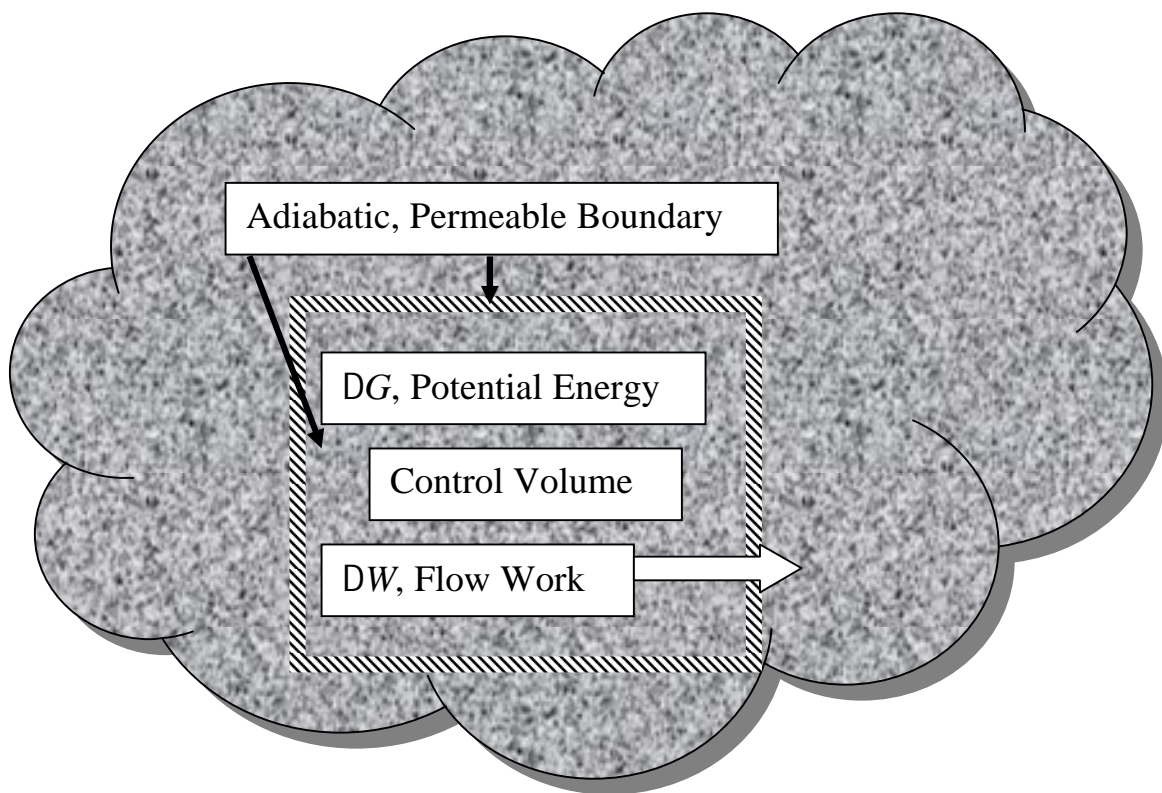 Adiabatic, Permeable Boundary
DG, Potential Energy
Control Volume
DW, Flow Work